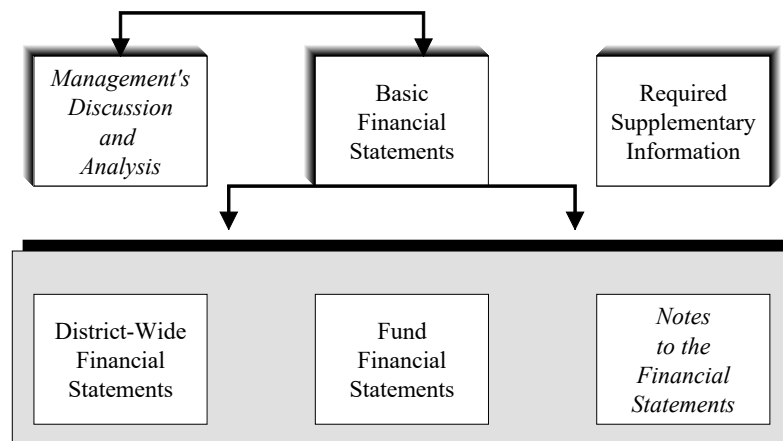 Management's
Discussion
and
Analysis
Basic
Financial
Statements
Required
Supplementary
Information
District-Wide
Financial
Statements
Fund
Financial
Statements
Notes
to the
Financial
Statements